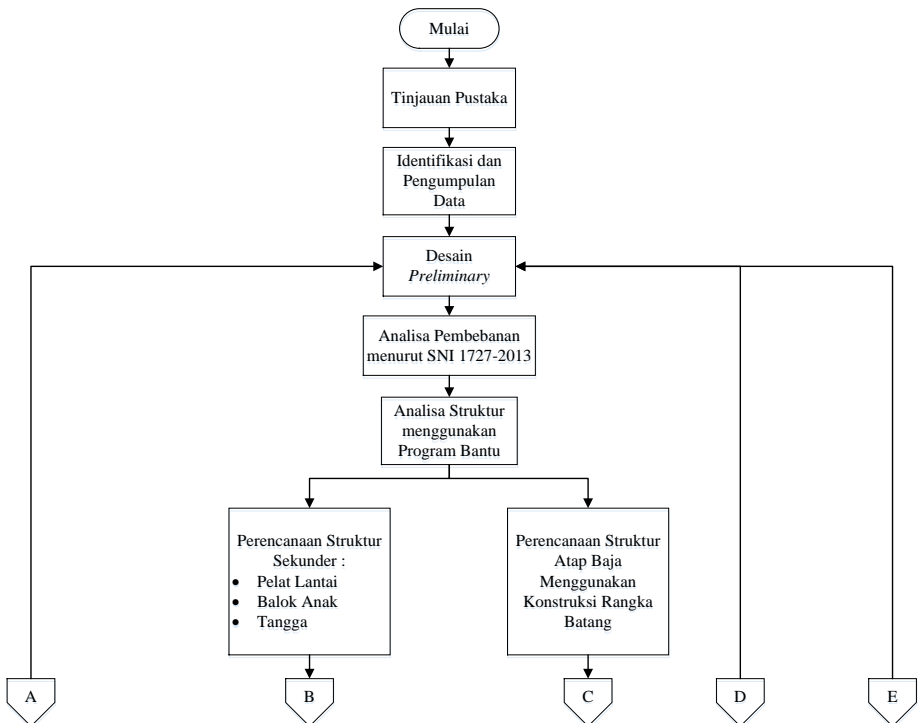 Mulai
Tinjauan Pustaka
Identifikasi dan
Pengumpulan
Data
Desain
Preliminary
Analisa Pembebanan
menurut SNI 1727-2013
Analisa Struktur
menggunakan
Program Bantu
Perencanaan Struktur
Sekunder :
• Pelat Lantai
• Balok Anak
• Tangga
Perencanaan Struktur
Atap Baja
Menggunakan
Konstruksi Rangka
Batang
A
B
C
D
E